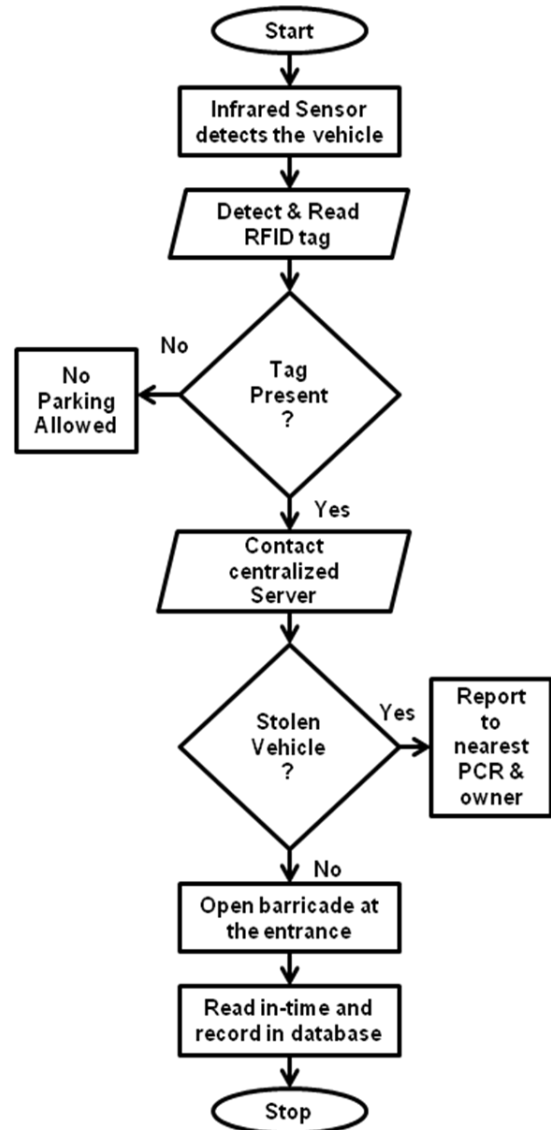 Start
Infrared Sensor
detects the vehicle
Detect & Read
RFID tag
No
Tag
Present
?
No
Parking
Allowed
Yes
Contact
centralized
Server
Stolen
Vehicle
?
Yes
Report
to
nearest
PCR &
owner
No
Open barricade at
the entrance
Read in-time and
record in database
Stop